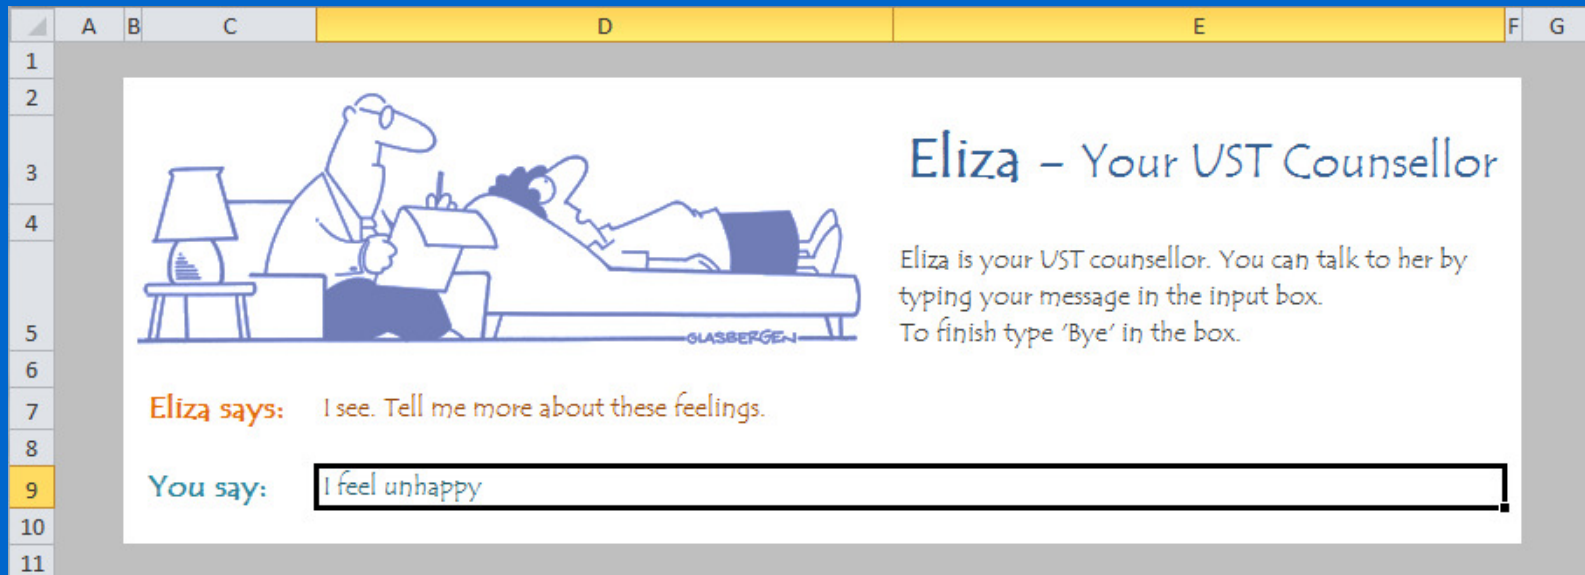 A B C D E F G
1
2
3 Eliza – Your UST Counsellor
4
Eliza is your UST counsellor. You can talk to her by
typing your message in the input box.
5 To finish type 'Bye' in the box.
GLASBERGEN
6
7 Eliza says: I see. Tell me more about these feelings.
8
9 You say: I feel unhappy
10
11